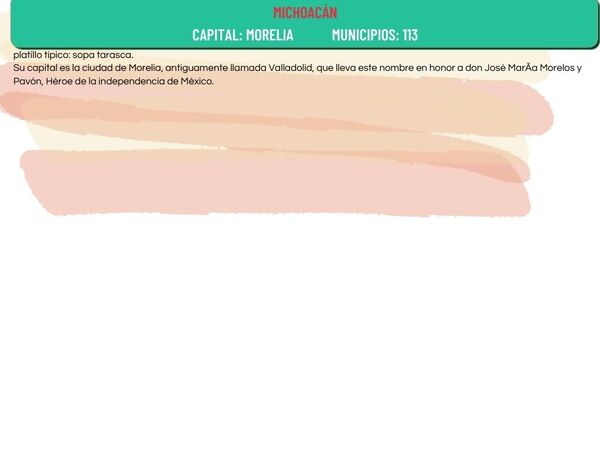 MICHOACÁN
CAPITAL: MORELIA MUNICIPIOS: 113
platillo típico: sopa tarasca.
Su capital es la ciudad de Morelia, antiguamente llamada Valladolid, que lleva este nombre en honor a don José MarÃa Morelos y
Pavón, Héroe de la independencia de México.